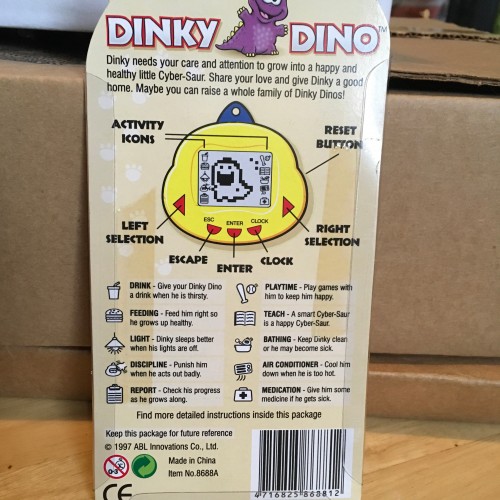 DINKY DINO™
Dinky needs your care and attention to grow into a happy and
healthy little Cyber-Saur. Share your love and give Dinky a good
home. Maybe you can raise a whole family of Dinky Dinos!
ACTIVITY
ICONS
RESET
BUTTON
ESC ENTER CLOCK
LEFT
SELECTION
RIGHT
SELECTION
ESCAPE
ENTER
CLOCK
DRINK - Give your Dinky Dino
a drink when he is thirsty.
FEEDING - Feed him right so
he grows up healthy.
LIGHT - Dinky sleeps better
when his lights are off.
DISCIPLINE - Punish him
when he acts out badly.
REPORT - Check his progress
as he grows along.
PLAYTIME - Play games with
him to keep him happy.
TEACH - A smart Cyber-Saur
is a happy Cyber-Saur.
BATHING - Keep Dinky clean
or he may become sick.
AIR CONDITIONER - Cool him
down when he is too hot.
MEDICATION - Give him some
medicine if he gets sick.
Find more detailed instructions inside this package
Keep this package for future reference
© 1997 ABL Innovations Co., Ltd.
0-3
Made in China
Item No.8688A
CE
4 716825 868812